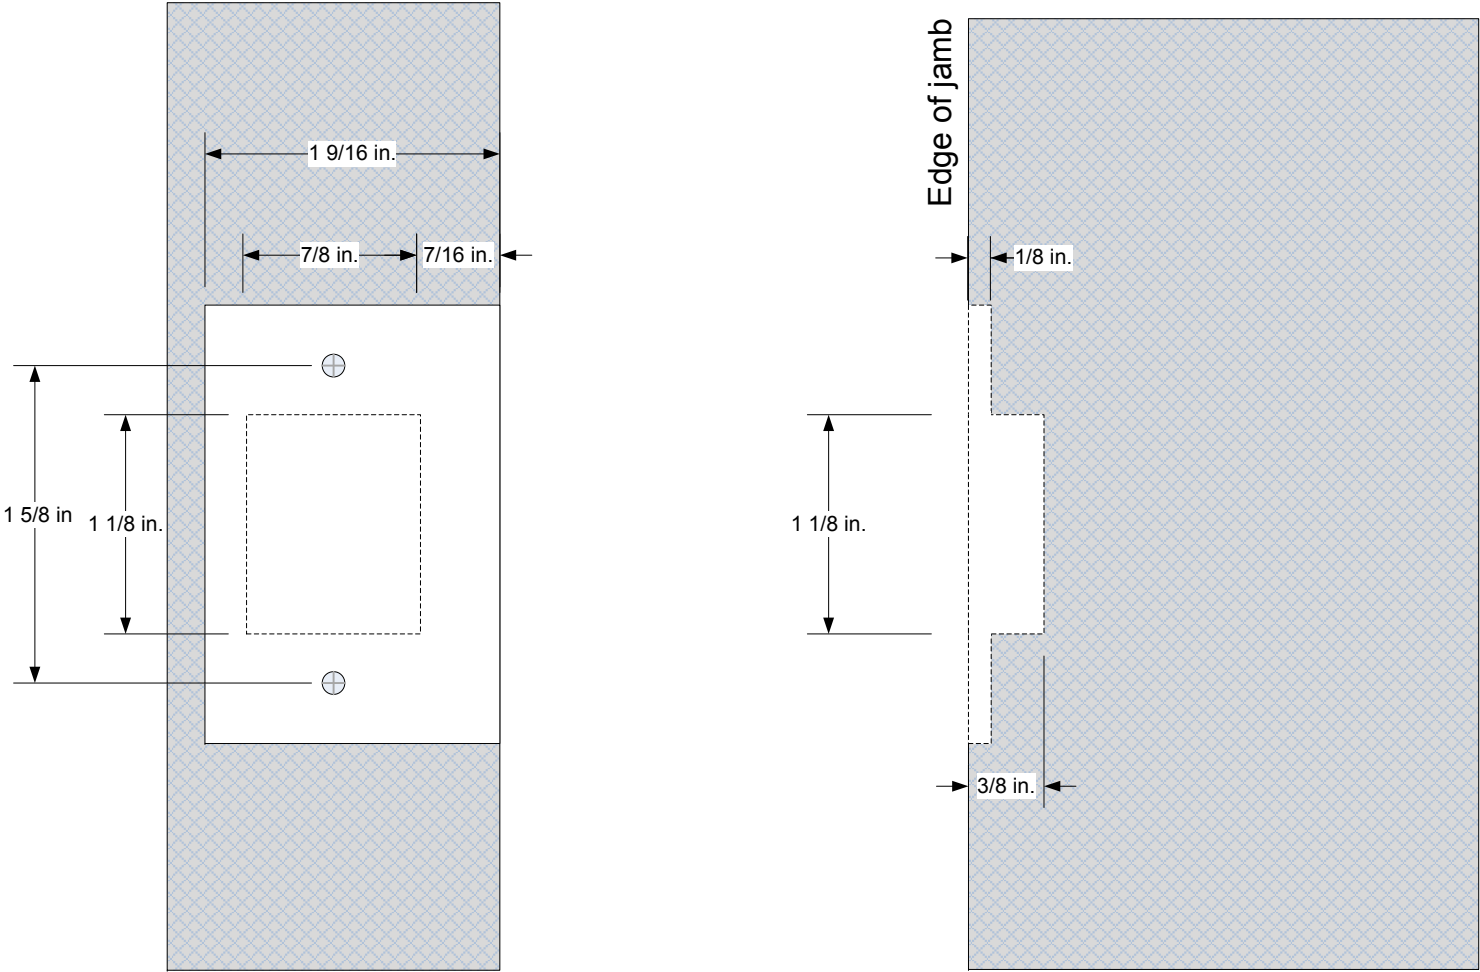 Edge of jamb
1 9/16 in.
7/8 in.
7/16 in.
1/8 in.
1 5/8 in
1 1/8 in.
1 1/8 in.
3/8 in.